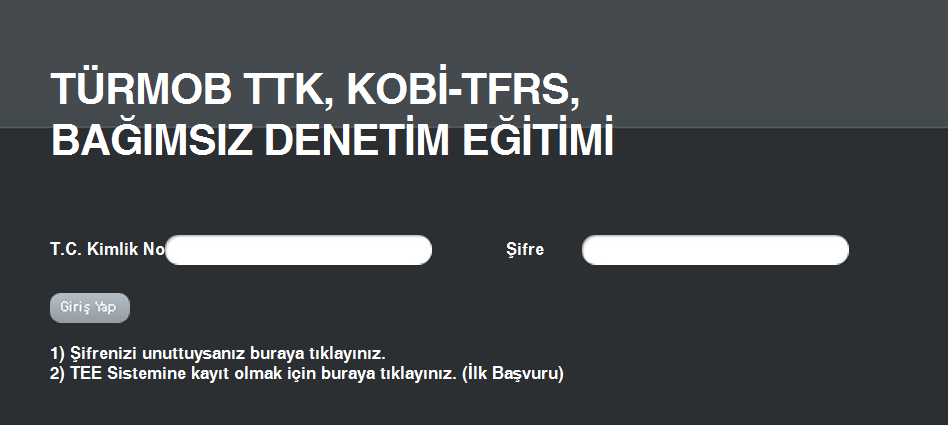 TÜRMOB TTK, KOBİ-TFRS,
BAĞIMSIZ DENETİM EĞİTİMİ
T.C. Kimlik No Şifre
Giriş Yap
1) Şifrenizi unuttuysanız buraya tıklayınız.
2) TEE Sistemine kayıt olmak için buraya tıklayınız. (İlk Başvuru)